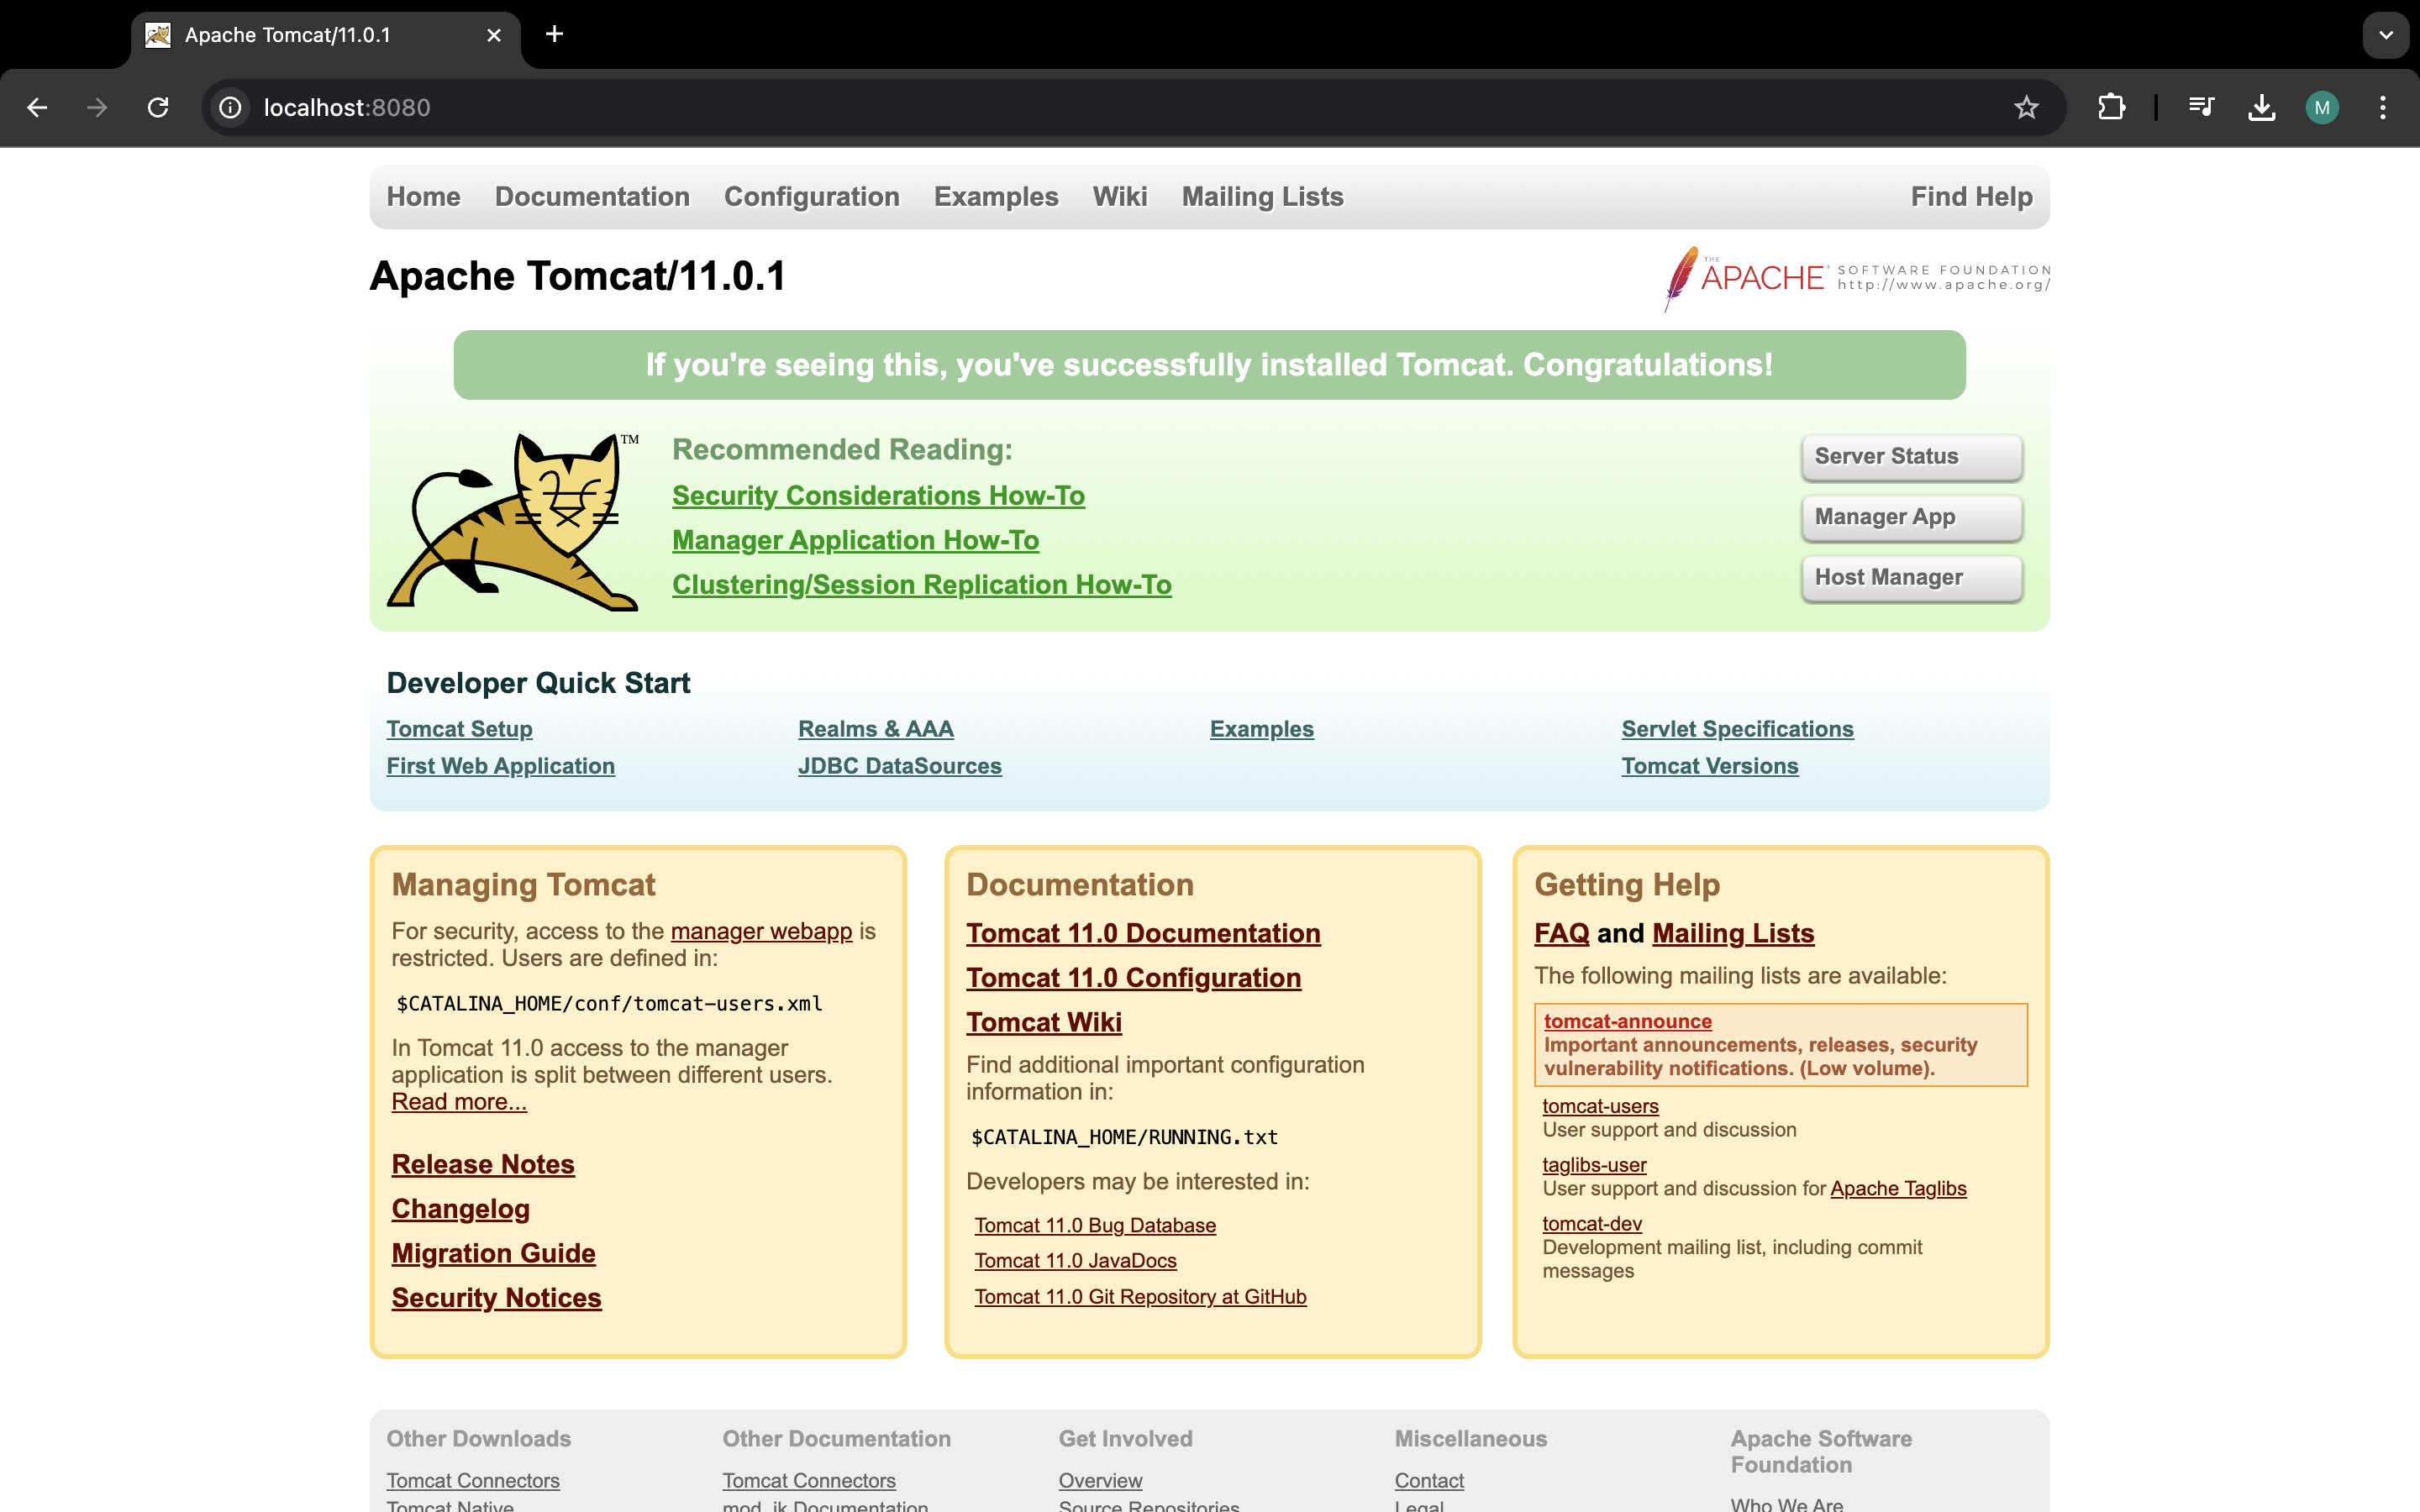 Apache Tomcat/11.0.1
localhost:8080
M
Home Documentation Configuration Examples Wiki Mailing Lists Find Help
Apache Tomcat/11.0.1
THE
APACHE
SOFTWARE FOUNDATION
http://www.apache.org/
If you're seeing this, you've successfully installed Tomcat. Congratulations!
TM
Recommended Reading:
Security Considerations How-To
Manager Application How-To
Clustering/Session Replication How-To
Server Status
Manager App
Host Manager
Developer Quick Start
Tomcat Setup
First Web Application
Realms & AAA
JDBC DataSources
Examples
Servlet Specifications
Tomcat Versions
Managing Tomcat
For security, access to the manager webapp is
restricted. Users are defined in:
$CATALINA_HOME/conf/tomcat-users.xml
In Tomcat 11.0 access to the manager
application is split between different users.
Read more...
Release Notes
Changelog
Migration Guide
Security Notices
Documentation
Tomcat 11.0 Documentation
Tomcat 11.0 Configuration
Tomcat Wiki
Find additional important configuration
information in:
$CATALINA_HOME/RUNNING.txt
Developers may be interested in:
Tomcat 11.0 Bug Database
Tomcat 11.0 JavaDocs
Tomcat 11.0 Git Repository at GitHub
Getting Help
FAQ and Mailing Lists
The following mailing lists are available:
tomcat-announce
Important announcements, releases, security
vulnerability notifications. (Low volume).
tomcat-users
User support and discussion
taglibs-user
User support and discussion for Apache Taglibs
tomcat-dev
Development mailing list, including commit
messages
Other Downloads
Tomcat Connectors
Tomcat Native
Other Documentation
Tomcat Connectors
mod_jk Documentation
Get Involved
Overview
Source Repositories
Miscellaneous
Contact
Legal
Apache Software
Foundation
Who We Are